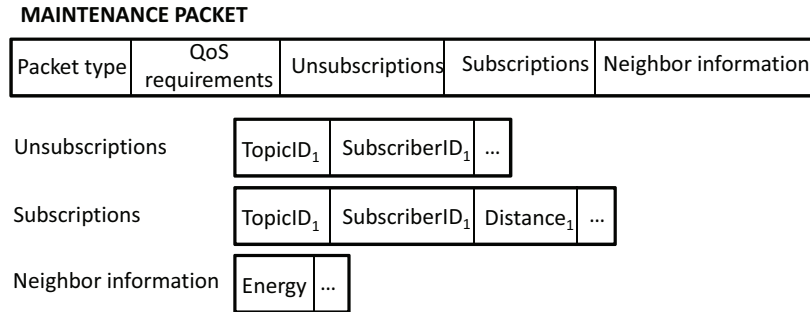 MAINTENANCE PACKET
Packet type QoS requirements Unsubscriptions Subscriptions Neighbor information
Unsubscriptions TopicID₁ SubscriberID₁ ...
Subscriptions TopicID₁ SubscriberID₁ Distance₁ ...
Neighbor information Energy ...